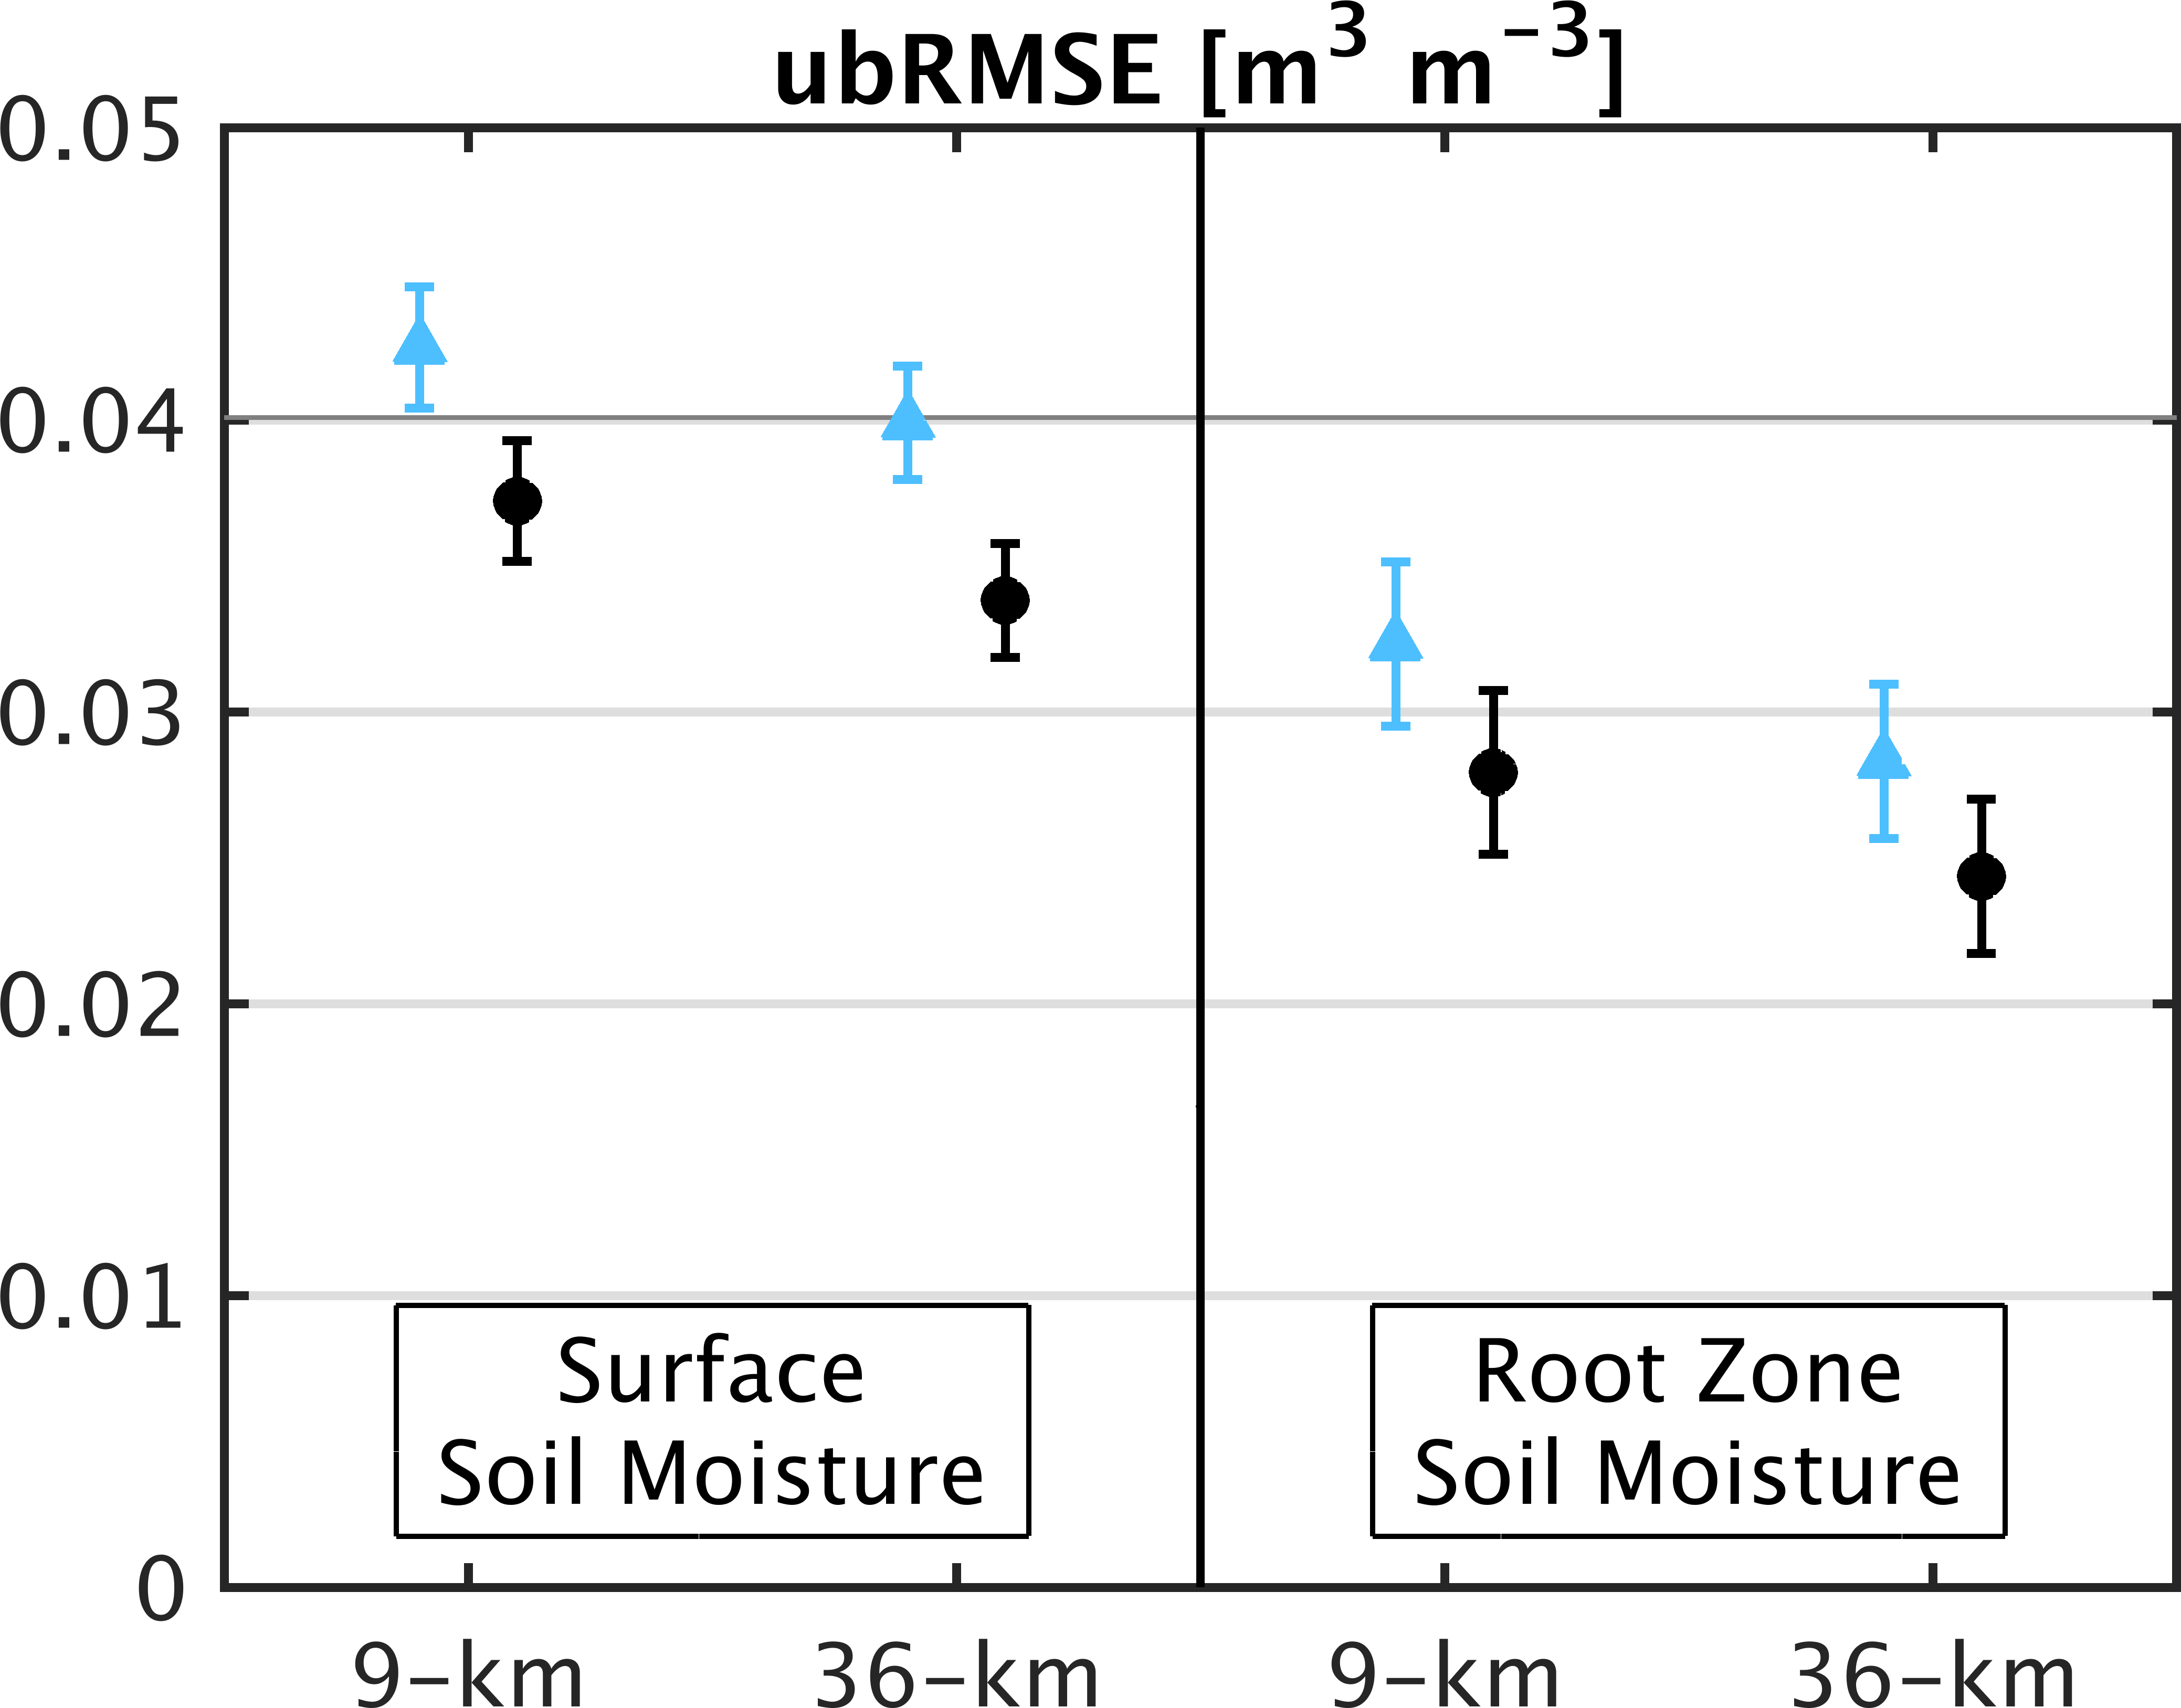 ubRMSE [m³ m⁻³]
0.05
0.04
0.03
0.02
0.01
0
Surface
Soil Moisture
Root Zone
Soil Moisture
9-km 36-km 9-km 36-km